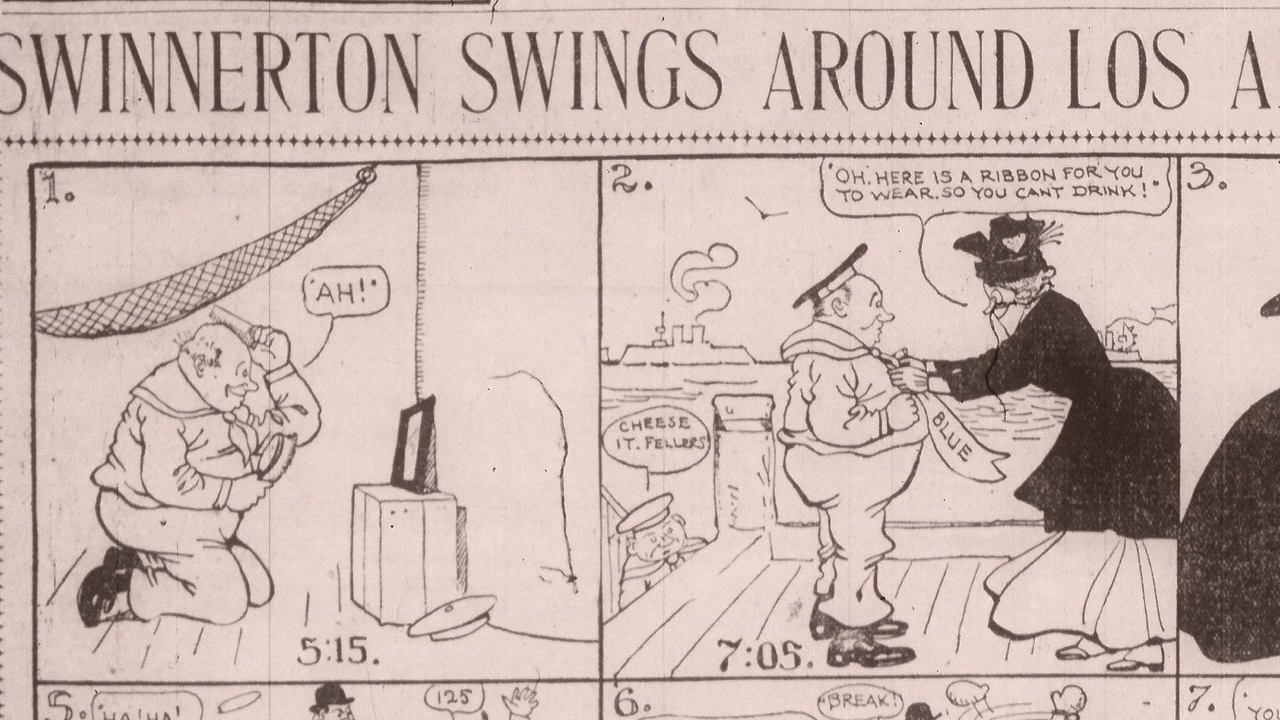 SWINNERTON SWINGS AROUND LOS A
1.
"AH!"
5:15.
2.
"OH. HERE IS A RIBBON FOR YOU
TO WEAR. SO YOU CANT DRINK!"
CHEESE
IT. FELLERS
BLUE
7:05.
3.
5.
"HA! HA!
125
6.
"BREAK!
7.
"YOU